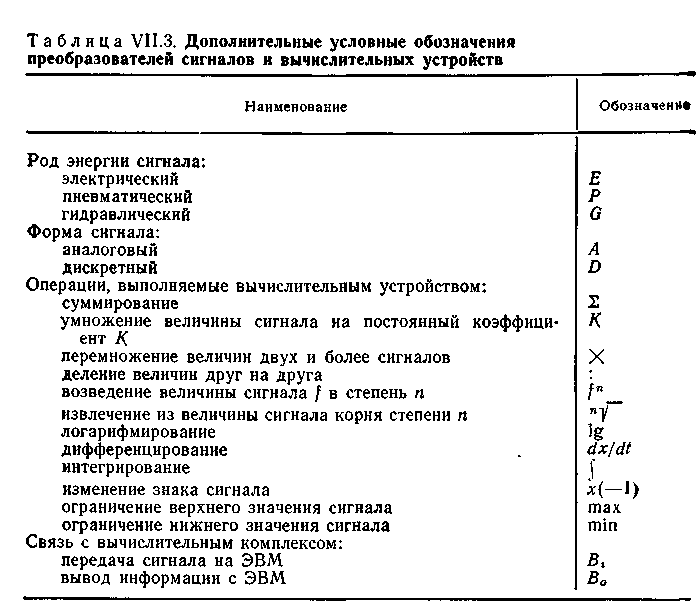 Таблица VII.3. Дополнительные условные обозначения
преобразователей сигналов и вычислительных устройств
Наименование Обозначение
Род энергии сигнала:
электрический E
пневматический P
гидравлический G
Форма сигнала:
аналоговый A
дискретный D
Операции, выполняемые вычислительным устройством:
суммирование Σ
умножение величины сигнала на постоянный коэффици- K
ент K
перемножение величин двух и более сигналов ×
деление величин друг на друга :
возведение величины сигнала f в степень n fⁿ
извлечение из величины сигнала корня степени n ⁿ√
логарифмирование lg
дифференцирование dx/dt
интегрирование ∫
изменение знака сигнала x(—1)
ограничение верхнего значения сигнала max
ограничение нижнего значения сигнала min
Связь с вычислительным комплексом:
передача сигнала на ЭВМ Bᵢ
вывод информации с ЭВМ Bₒ